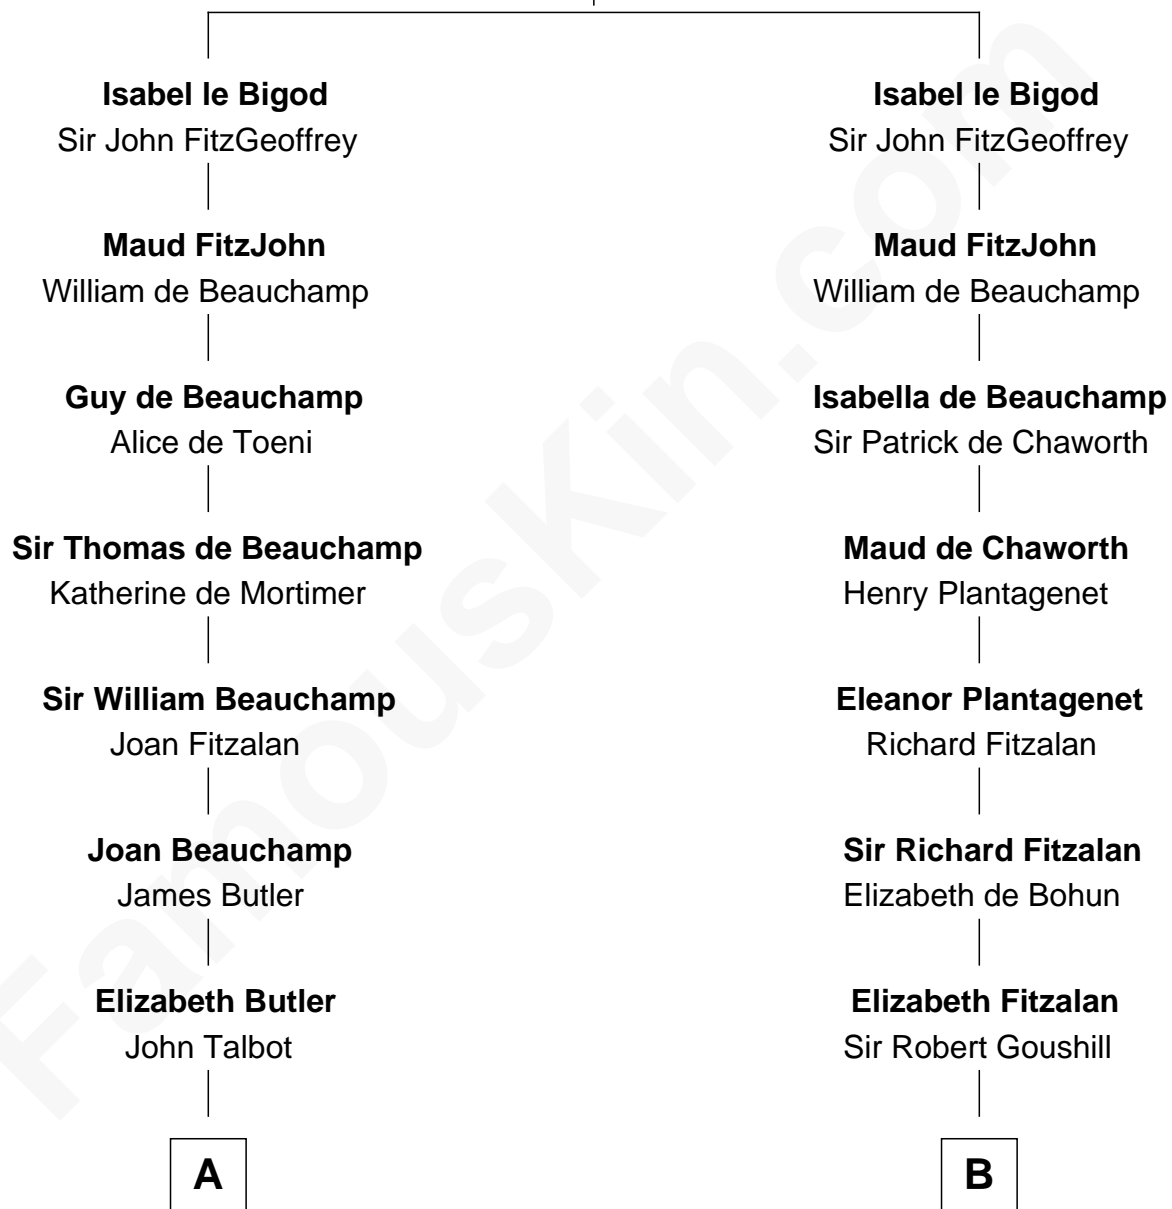 Isabel le Bigod
Sir John FitzGeoffrey
Maud FitzJohn
William de Beauchamp
Guy de Beauchamp
Alice de Toeni
Sir Thomas de Beauchamp
Katherine de Mortimer
Sir William Beauchamp
Joan Fitzalan
Joan Beauchamp
James Butler
Elizabeth Butler
John Talbot
A
Isabel le Bigod
Sir John FitzGeoffrey
Maud FitzJohn
William de Beauchamp
Isabella de Beauchamp
Sir Patrick de Chaworth
Maud de Chaworth
Henry Plantagenet
Eleanor Plantagenet
Richard Fitzalan
Sir Richard Fitzalan
Elizabeth de Bohun
Elizabeth Fitzalan
Sir Robert Goushill
B
FamousKin.com